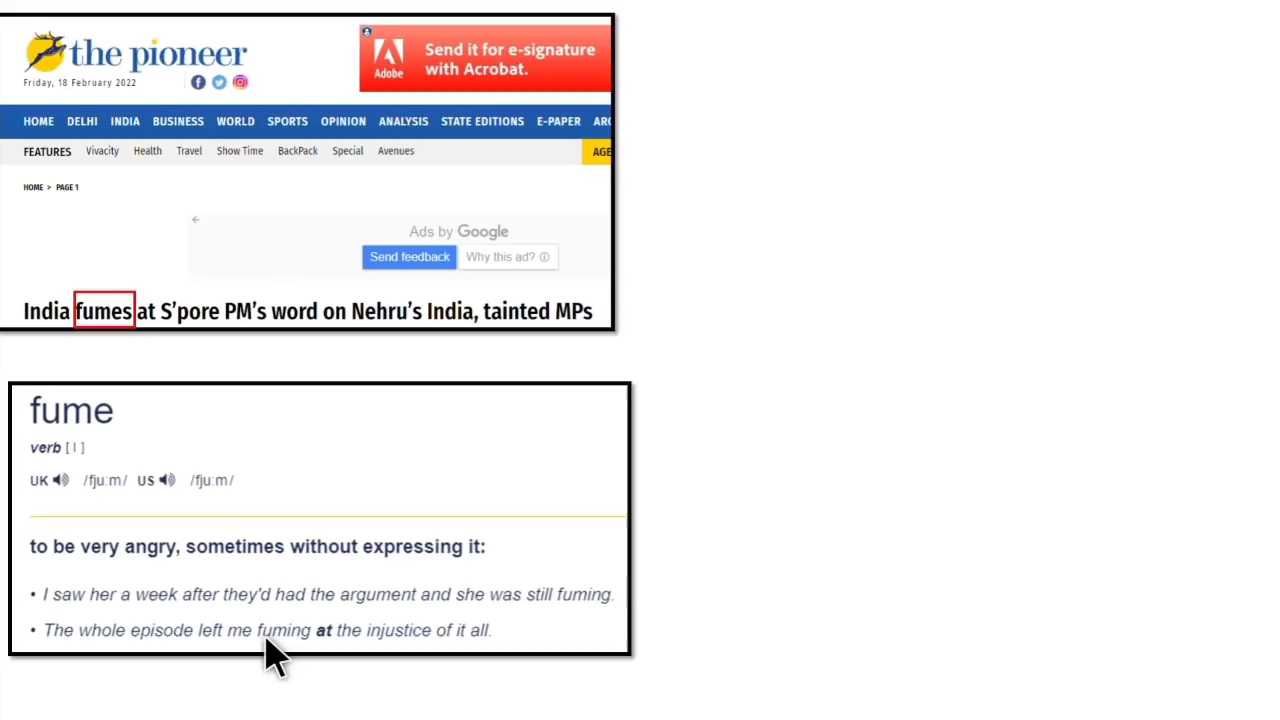 the pioneer
Friday, 18 February 2022
Adobe
Send it for e-signature
with Acrobat.
HOME DELHI INDIA BUSINESS WORLD SPORTS OPINION ANALYSIS STATE EDITIONS E-PAPER
FEATURES Vivacity Health Travel Show Time BackPack Special Avenues
HOME > PAGE 1
Ads by Google
Send feedback Why this ad?
India fumes at S'pore PM's word on Nehru's India, tainted MPs
fume
verb [ I ]
UK /fjuːm/ US /fjuːm/
to be very angry, sometimes without expressing it:
• I saw her a week after they'd had the argument and she was still fuming.
• The whole episode left me fuming at the injustice of it all.